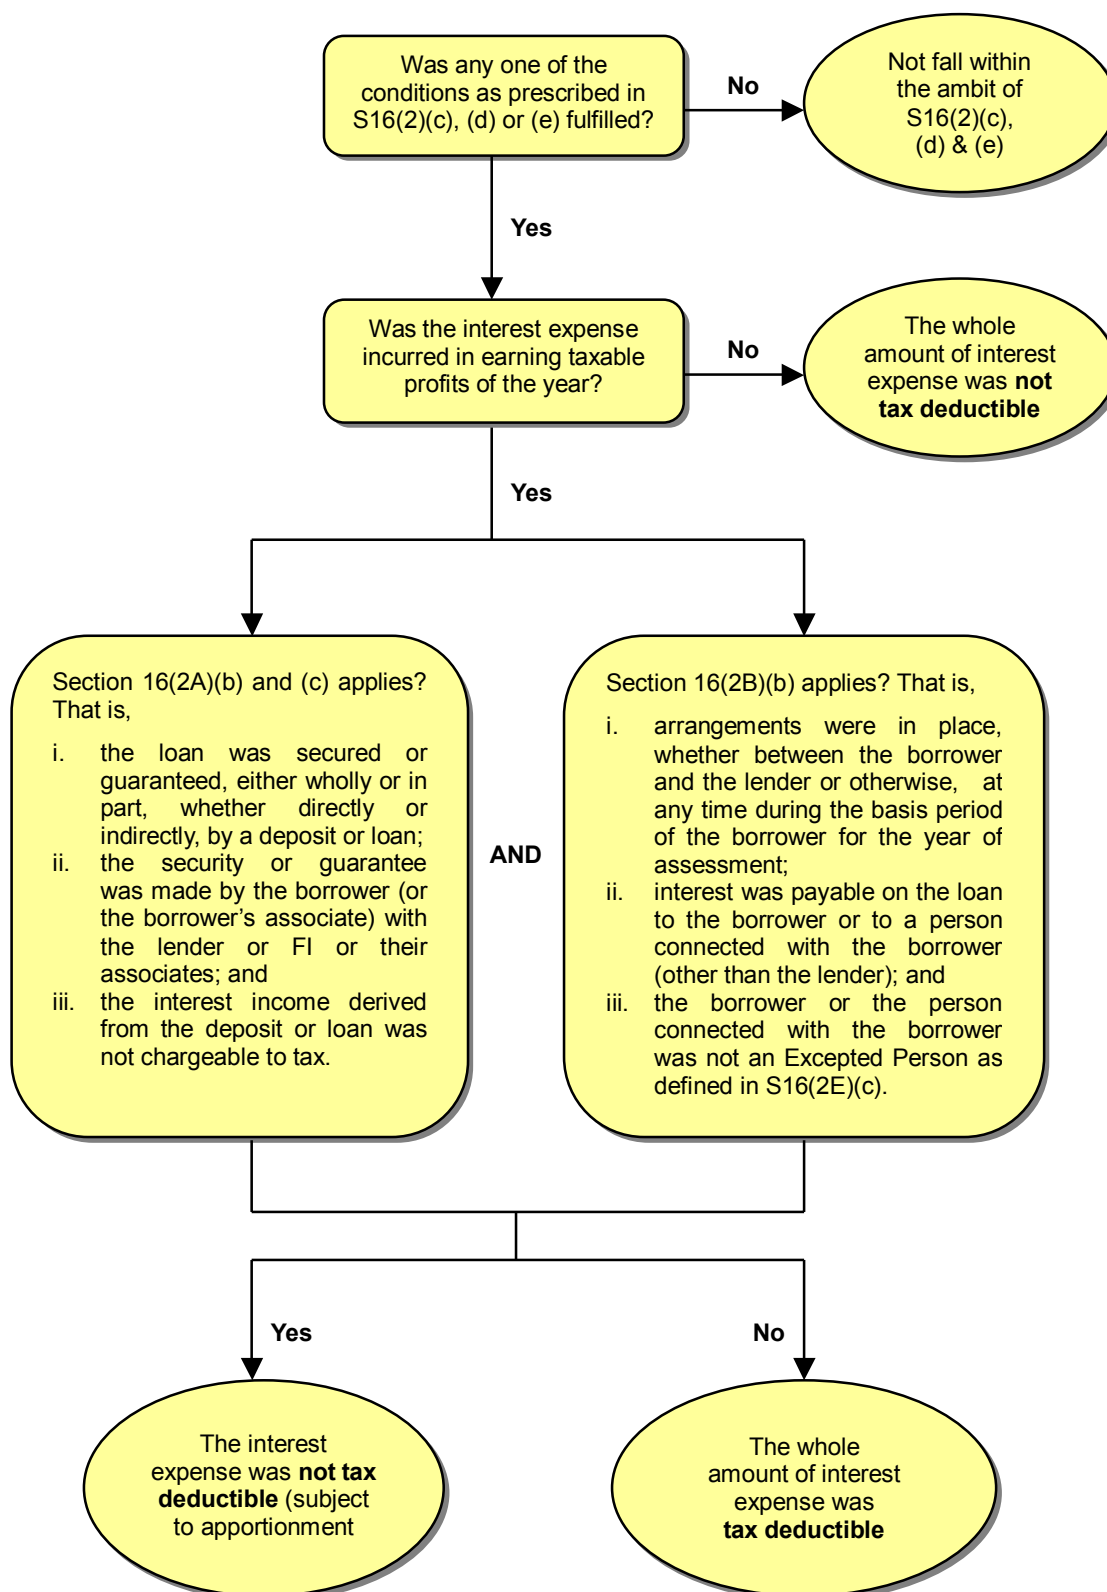 Was any one of the
conditions as prescribed in
S16(2)(c), (d) or (e) fulfilled?
No
Not fall within
the ambit of
S16(2)(c),
(d) & (e)
Yes
Was the interest expense
incurred in earning taxable
profits of the year?
No
The whole
amount of interest
expense was not
tax deductible
Yes
Section 16(2A)(b) and (c) applies?
That is,
i. the loan was secured or
guaranteed, either wholly or in
part, whether directly or
indirectly, by a deposit or loan;
ii. the security or guarantee
was made by the borrower (or
the borrower’s associate) with
the lender or FI or their
associates; and
iii. the interest income derived
from the deposit or loan was
not chargeable to tax.
AND
Section 16(2B)(b) applies? That is,
i. arrangements were in place,
whether between the borrower
and the lender or otherwise, at
any time during the basis period
of the borrower for the year of
assessment;
ii. interest was payable on the loan
to the borrower or to a person
connected with the borrower
(other than the lender); and
iii. the borrower or the person
connected with the borrower
was not an Excepted Person as
defined in S16(2E)(c).
Yes
No
The interest
expense was not tax
deductible (subject
to apportionment
The whole
amount of interest
expense was
tax deductible